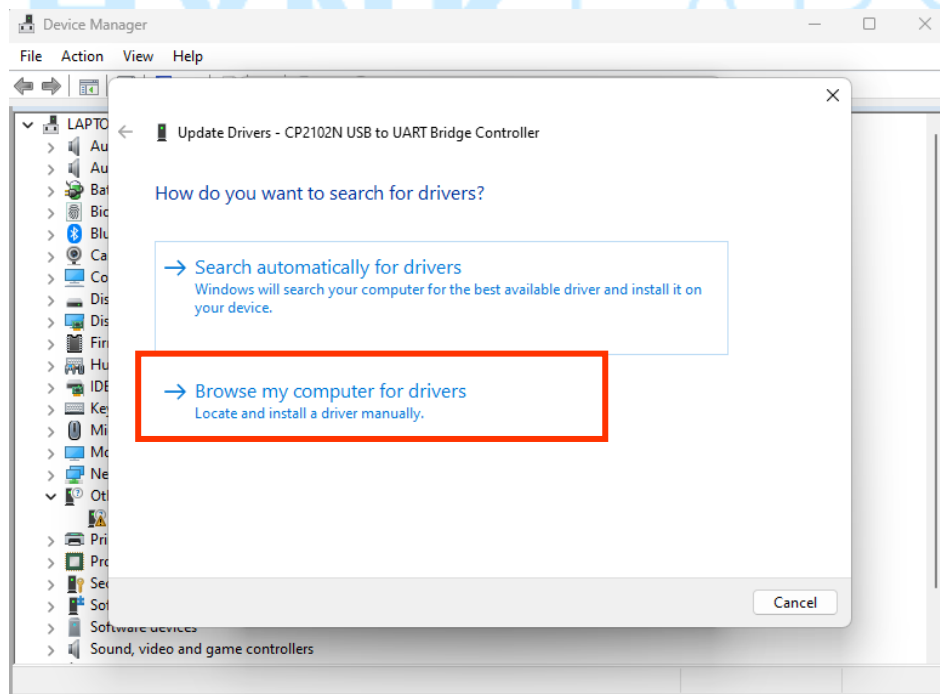 Device Manager
File Action View Help
LAPTO
Update Drivers - CP2102N USB to UART Bridge Controller
Au
Au
Bat
Bio
Blu
Ca
Co
Dis
Dis
Fir
Hu
IDE
Key
Mi
Mo
Ne
Oth
Pri
Pro
Sec
Sof
How do you want to search for drivers?
Search automatically for drivers
Windows will search your computer for the best available driver and install it on
your device.
Browse my computer for drivers
Locate and install a driver manually.
Cancel
Software devices
Sound, video and game controllers